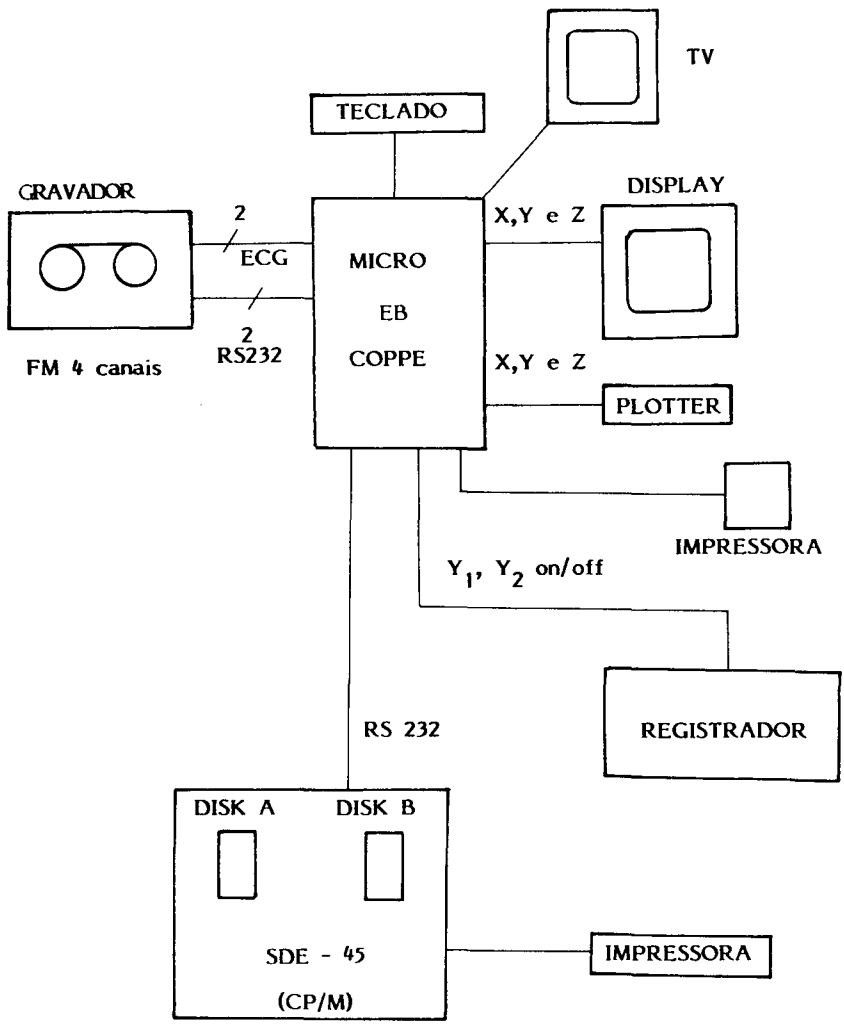 TV
TECLADO
GRAVADOR
DISPLAY
2
X,Y e Z
ECG
MICRO
EB
COPPE
2
RS232
FM 4 canais
X,Y e Z
PLOTTER
IMPRESSORA
Y1, Y2 on/off
RS 232
REGISTRADOR
DISK A
DISK B
SDE - 45
(CP/M)
IMPRESSORA